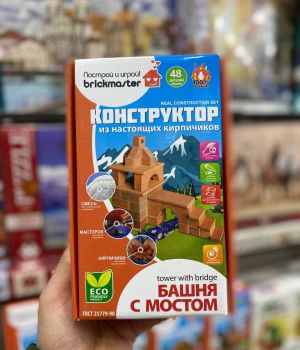 Построй и играй!
brickmaster
48
REAL CONSTRUCTION SET
КОНСТРУКТОР
из настоящих кирпичиков
СМЕСЬ
МАСТЕРОК
КИРПИЧИКИ
tower with bridge
БАШНЯ
С МОСТОМ
ECO
FRIENDLY
ГОСТ 25779-90